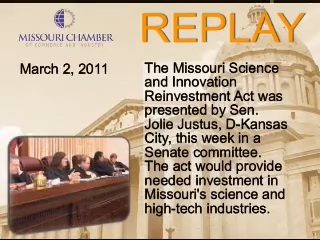 REPLAY
MISSOURI CHAMBER
OF COMMERCE AND INDUSTRY
March 2, 2011
The Missouri Science
and Innovation
Reinvestment Act was
presented by Sen.
Jolie Justus, D-Kansas
City, this week in a
Senate committee.
The act would provide
needed investment in
Missouri's science and
high-tech industries.